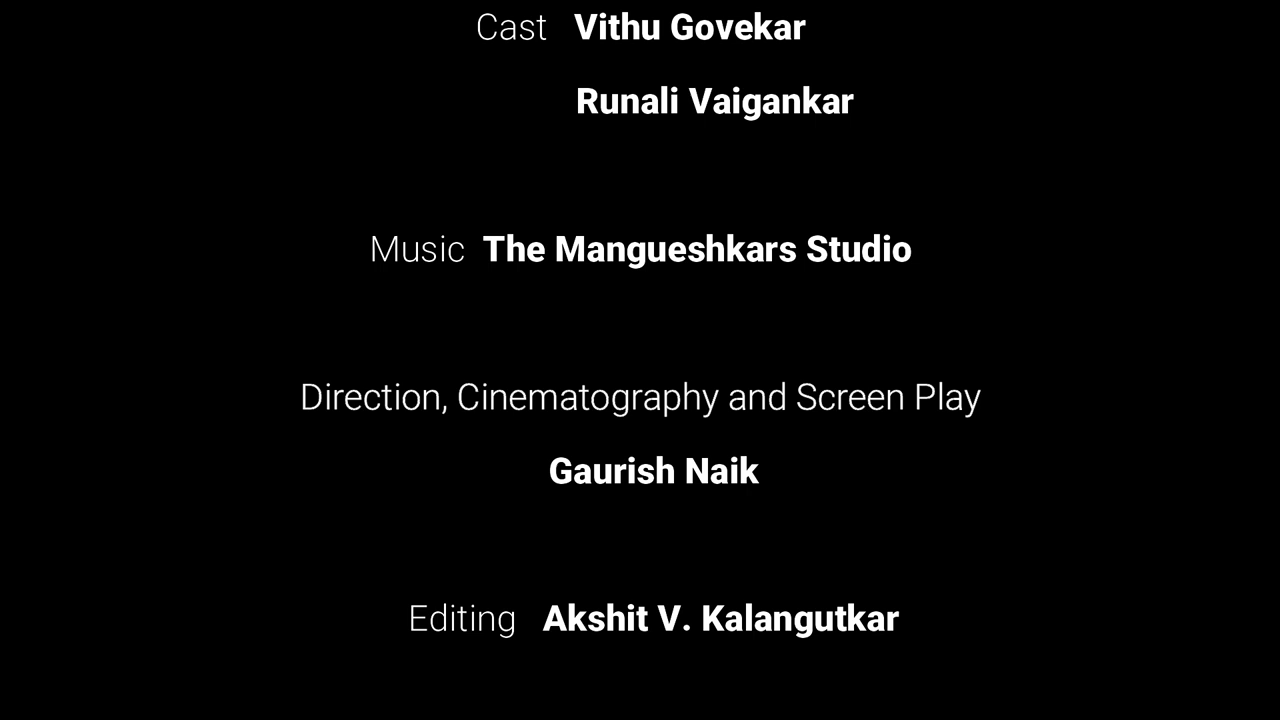 Cast Vithu Govekar
Runali Vaigankar
Music The Mangueshkars Studio
Direction, Cinematography and Screen Play
Gaurish Naik
Editing Akshit V. Kalangutkar